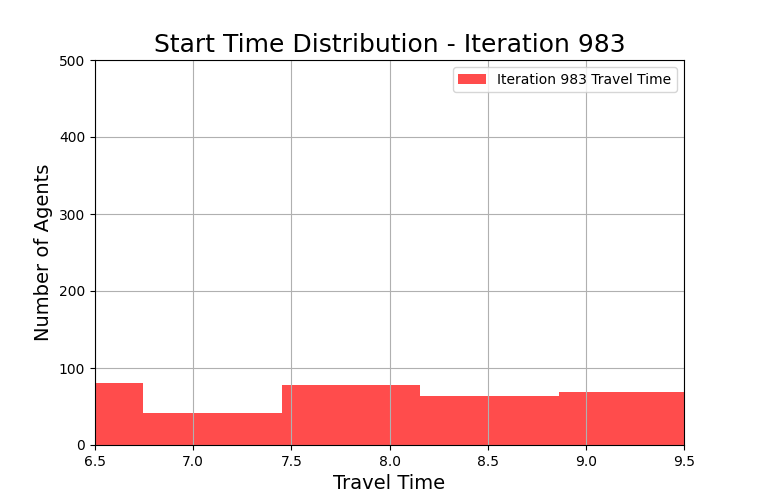 Start Time Distribution - Iteration 983
Iteration 983 Travel Time
Number of Agents
500
400
300
200
100
0
6.5 7.0 7.5 8.0 8.5 9.0 9.5
Travel Time